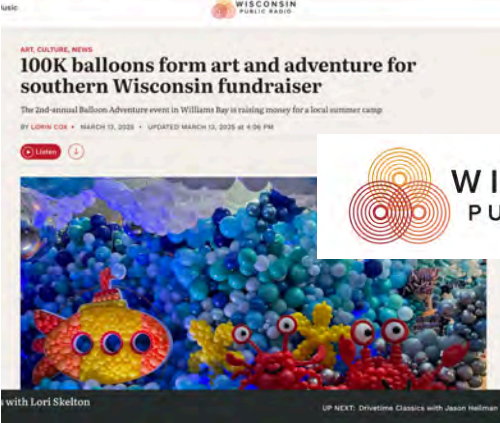 Music
WISCONSIN
PUBLIC RADIO
ART, CULTURE, NEWS
100K balloons form art and adventure for
southern Wisconsin fundraiser
The 2nd-annual Balloon Adventure event in Williams Bay is raising money for a local summer camp
BY LORIN COX • MARCH 13, 2025 • UPDATED MARCH 13, 2025 at 4:06 PM
Listen
WI
PU
s with Lori Skelton
UP NEXT: Drivetime Classics with Jason Heilman